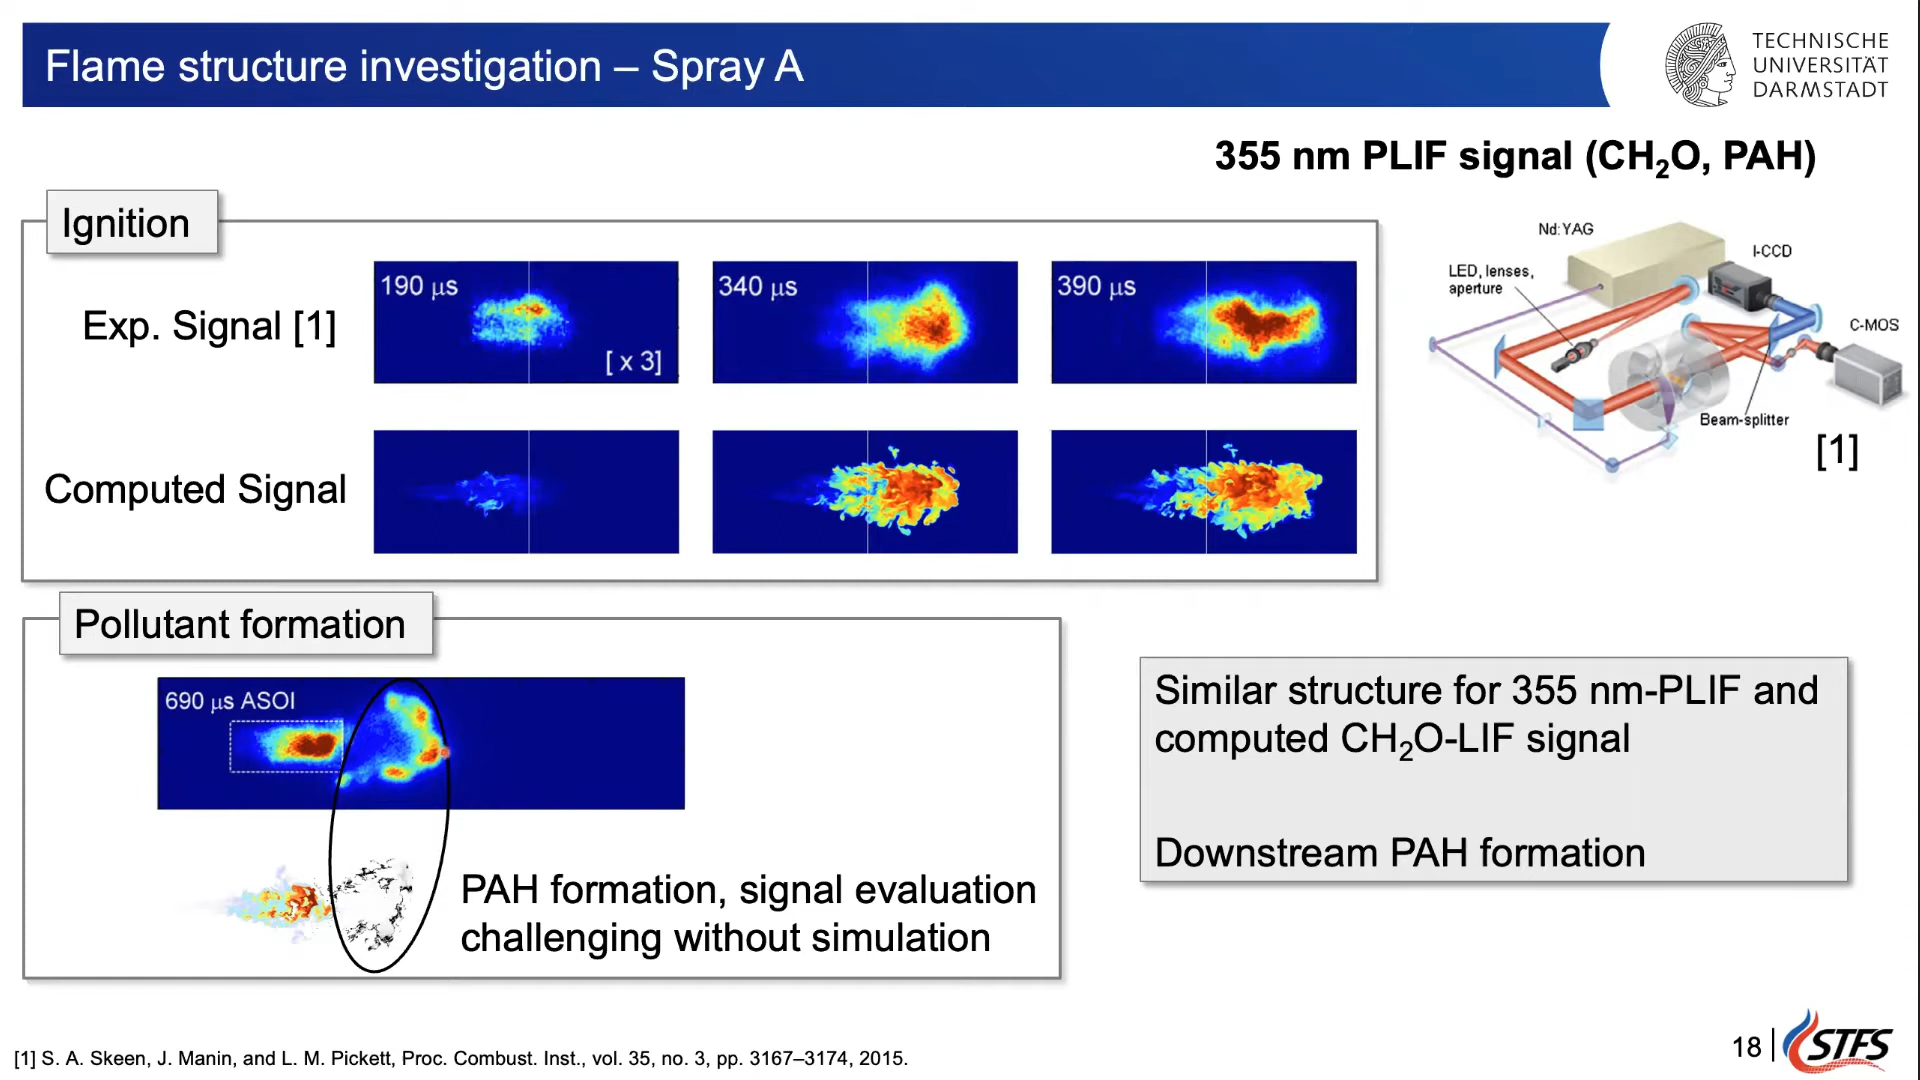 Flame structure investigation – Spray A
TECHNISCHE
UNIVERSITÄT
DARMSTADT
355 nm PLIF signal (CH₂O, PAH)
Ignition
Exp. Signal [1]
190 µs
[ x 3]
340 µs
390 µs
Computed Signal
Nd:YAG
I-CCD
LED, lenses,
aperture
C-MOS
Beam-splitter
[1]
Pollutant formation
690 µs ASOI
PAH formation, signal evaluation
challenging without simulation
Similar structure for 355 nm-PLIF and
computed CH₂O-LIF signal
Downstream PAH formation
[1] S. A. Skeen, J. Manin, and L. M. Pickett, Proc. Combust. Inst., vol. 35, no. 3, pp. 3167–3174, 2015.
18 |
STFS